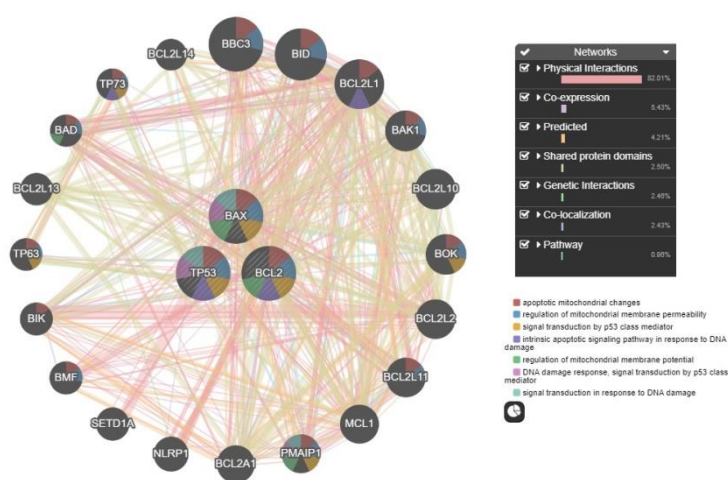 BBC3
BID
BCL2L14
BCL2L1
TP73
BAK1
BAD
BCL2L13
BCL2L10
BAX
TP63
BOK
TP53
BCL2
BIK
BCL2L2
BMF
BCL2L11
SETD1A
MCL1
NLRP1
BCL2A1
PMAIP1
Networks
Physical Interactions
82.01%
Co-expression
5.43%
Predicted
4.21%
Shared protein domains
2.50%
Genetic Interactions
2.46%
Co-localization
2.43%
Pathway
0.96%
apoptotic mitochondrial changes
regulation of mitochondrial membrane permeability
signal transduction by p53 class mediator
intrinsic apoptotic signaling pathway in response to DNA
damage
regulation of mitochondrial membrane potential
DNA damage response, signal transduction by p53 class
mediator
signal transduction in response to DNA damage